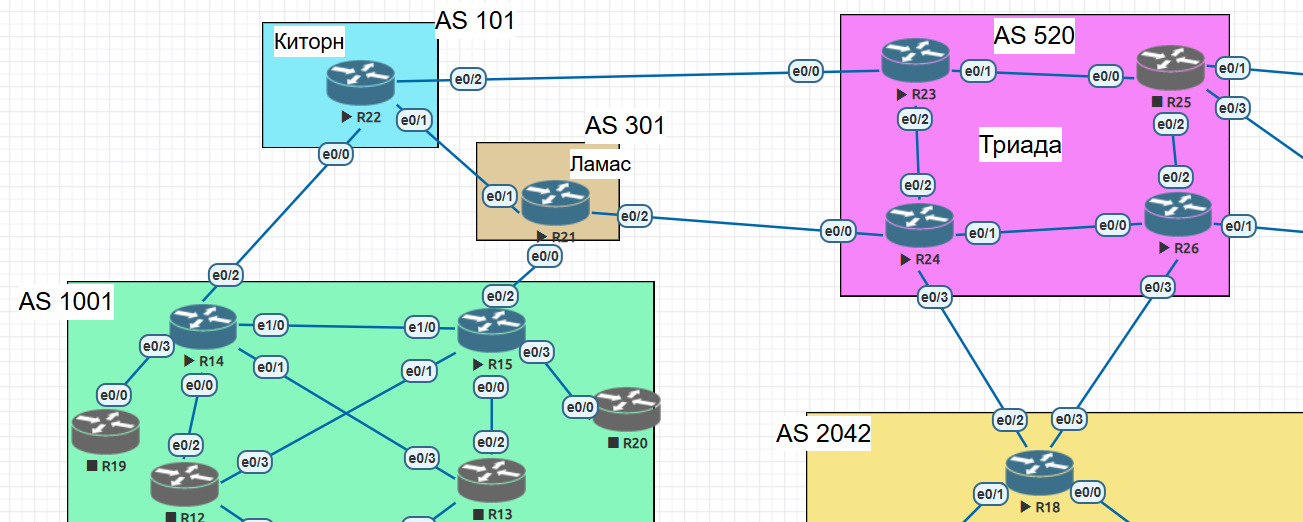 AS 101
Киторн
R22
e0/2
e0/1
e0/0
AS 301
Ламас
e0/1
R21
e0/2
e0/0
AS 520
Триада
e0/0
R23
e0/1
e0/2
e0/0
R25
e0/1
e0/3
e0/2
e0/2
e0/0
R24
e0/1
e0/3
e0/2
e0/0
R26
e0/1
e0/3
AS 1001
e0/2
R14
e1/0
e0/3
e0/0
e0/1
e0/2
e1/0
R15
e0/3
e0/1
e0/0
e0/0
R19
e0/0
R20
e0/2
e0/3
R12
e0/3
e0/2
R13
AS 2042
e0/2
e0/3
e0/1
e0/0
R18